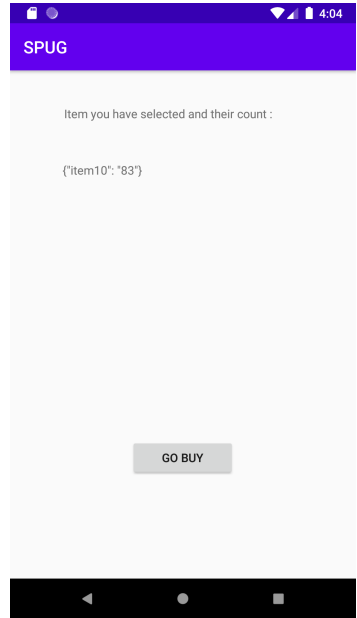 4:04
SPUG
Item you have selected and their count :
{"item10": "83"}
GO BUY